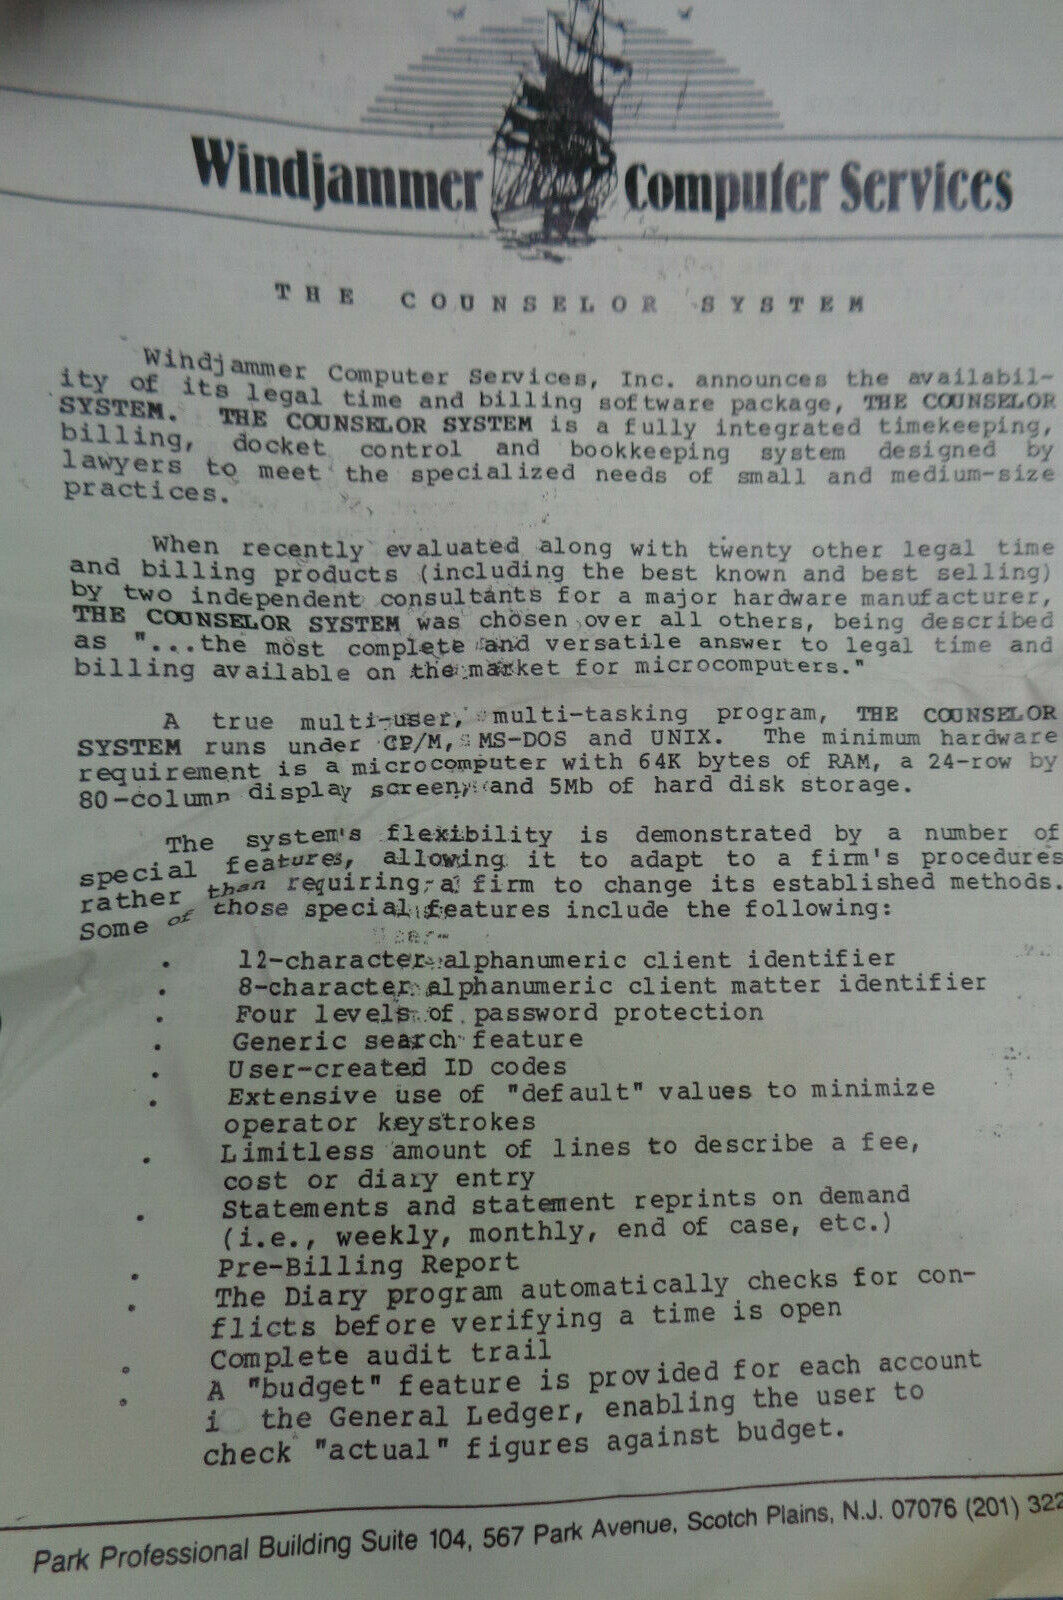 Windjammer Computer Services
THE COUNSELOR SYSTEM
Windjammer Computer Services, Inc. announces the availabil-
ity of its legal time and billing software package, THE COUNSELOR
SYSTEM. THE COUNSELOR SYSTEM is a fully integrated timekeeping,
billing, docket control and bookkeeping system designed by
lawyers to meet the specialized needs of small and medium-size
practices.
When recently evaluated along with twenty other legal time
and billing products (including the best known and best selling)
by two independent consultants for a major hardware manufacturer,
THE COUNSELOR SYSTEM was chosen over all others, being described
as "...the most complete and versatile answer to legal time and
billing available on the market for microcomputers."
A true multi-user, multi-tasking program, THE COUNSELOR
SYSTEM runs under CP/M, MS-DOS and UNIX. The minimum hardware
requirement is a microcomputer with 64K bytes of RAM, a 24-row by
80-column display screen, and 5Mb of hard disk storage.
The system's flexibility is demonstrated by a number of
special features, allowing it to adapt to a firm's procedures
rather than requiring a firm to change its established methods.
Some of those special features include the following:
. 12-character alphanumeric client identifier
. 8-character alphanumeric client matter identifier
. Four levels of password protection
. Generic search feature
. User-created ID codes
. Extensive use of "default" values to minimize
operator keystrokes
. Limitless amount of lines to describe a fee,
cost or diary entry
. Statements and statement reprints on demand
(i.e., weekly, monthly, end of case, etc.)
. Pre-Billing Report
. The Diary program automatically checks for con-
flicts before verifying a time is open
. Complete audit trail
. A "budget" feature is provided for each account
i the General Ledger, enabling the user to
check "actual" figures against budget.
Park Professional Building Suite 104, 567 Park Avenue, Scotch Plains, N.J. 07076 (201) 322